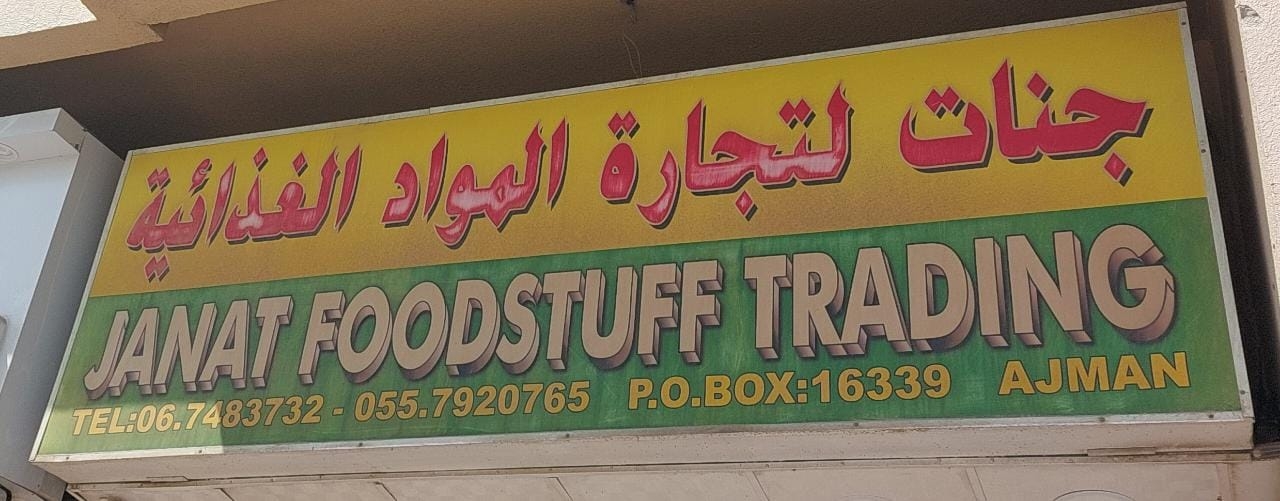 جنات لتجارة المواد الغذائية
JANAT FOODSTUFF TRADING
TEL:06.7483732 - 055.7920765 P.O.BOX:16339 AJMAN